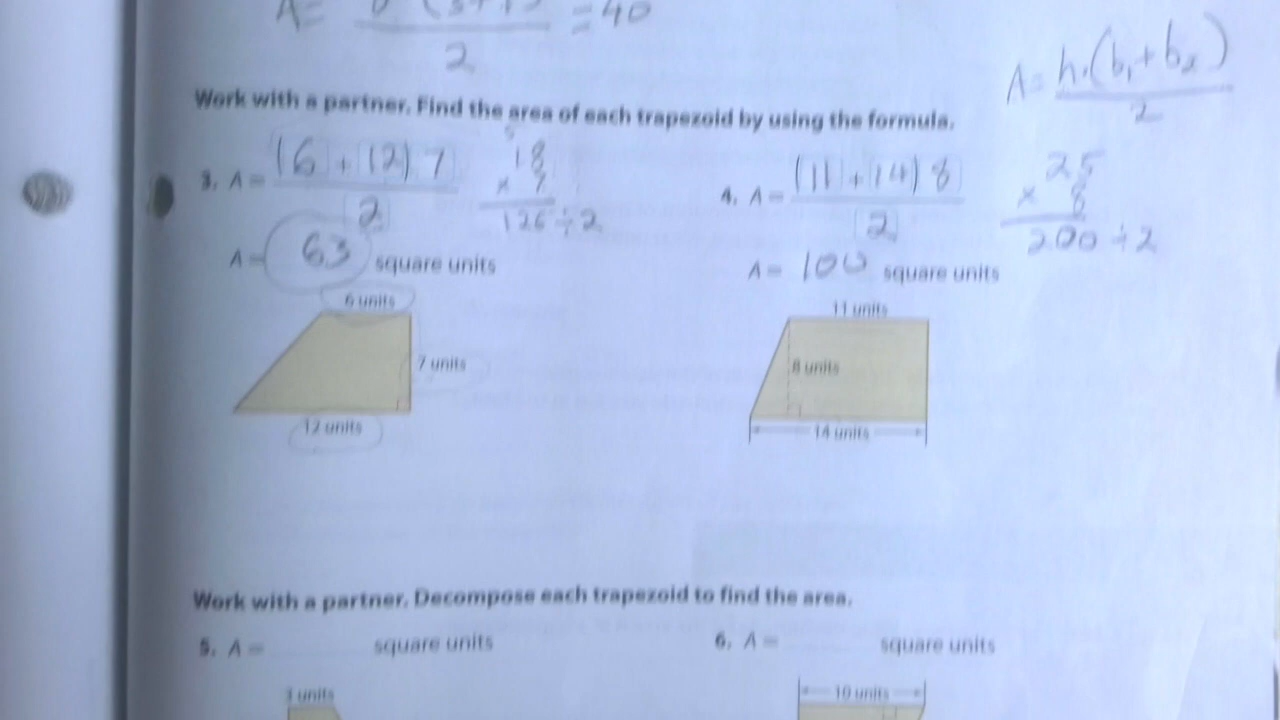 A = 2 = 40
A = h·(b₁ + b₂) / 2
Work with a partner. Find the area of each trapezoid by using the formula.
3. A = (6 + 12) 7 / 2
18
× 7
126 ÷ 2
A = 63 square units
6 units
7 units
12 units
4. A = (11 + 14) 8 / 2
25
× 8
200 ÷ 2
A = 100 square units
11 units
8 units
14 units
Work with a partner. Decompose each trapezoid to find the area.
5. A = square units
6. A = square units
units
10 units